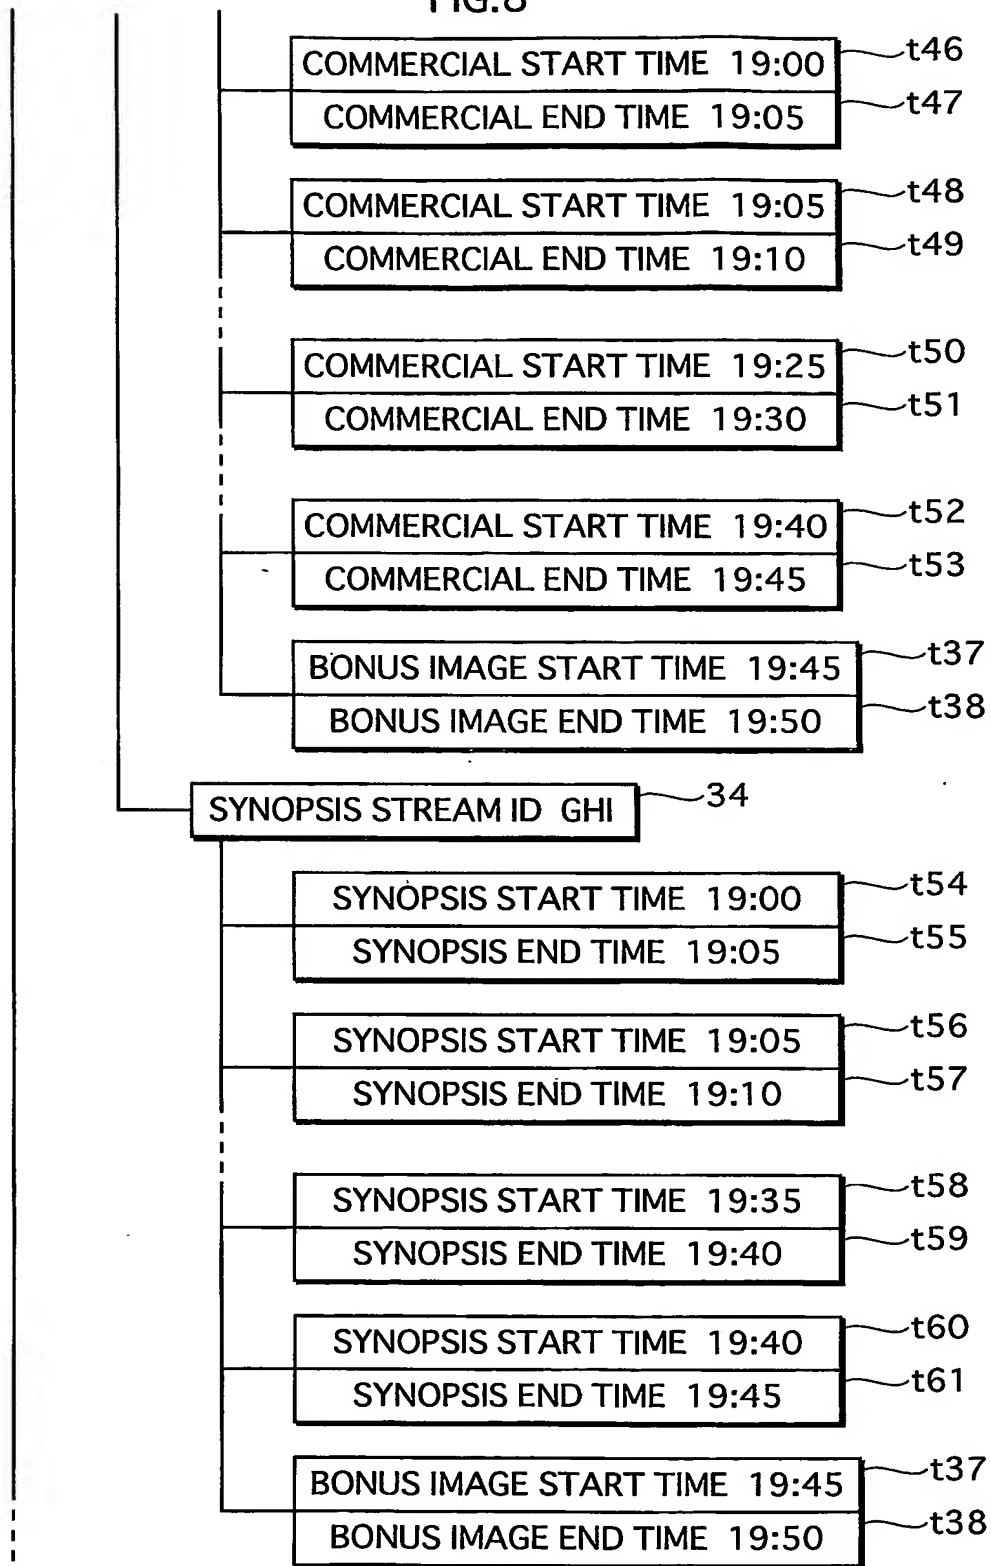 FIG.8
COMMERCIAL START TIME 19:00 t46
COMMERCIAL END TIME 19:05 t47
COMMERCIAL START TIME 19:05 t48
COMMERCIAL END TIME 19:10 t49
COMMERCIAL START TIME 19:25 t50
COMMERCIAL END TIME 19:30 t51
COMMERCIAL START TIME 19:40 t52
COMMERCIAL END TIME 19:45 t53
BONUS IMAGE START TIME 19:45 t37
BONUS IMAGE END TIME 19:50 t38
SYNOPSIS STREAM ID GHI 34
SYNOPSIS START TIME 19:00 t54
SYNOPSIS END TIME 19:05 t55
SYNOPSIS START TIME 19:05 t56
SYNOPSIS END TIME 19:10 t57
SYNOPSIS START TIME 19:35 t58
SYNOPSIS END TIME 19:40 t59
SYNOPSIS START TIME 19:40 t60
SYNOPSIS END TIME 19:45 t61
BONUS IMAGE START TIME 19:45 t37
BONUS IMAGE END TIME 19:50 t38